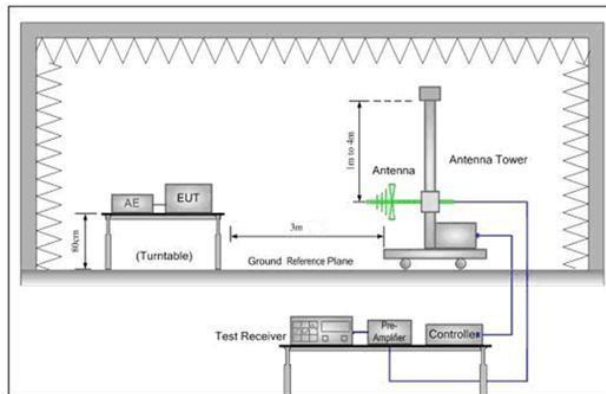 1m to 4m
Antenna
Antenna Tower
AE
EUT
80cm
(Turntable)
3m
Ground Reference Plane
Test Receiver
Pre-
Amplifier
Controller